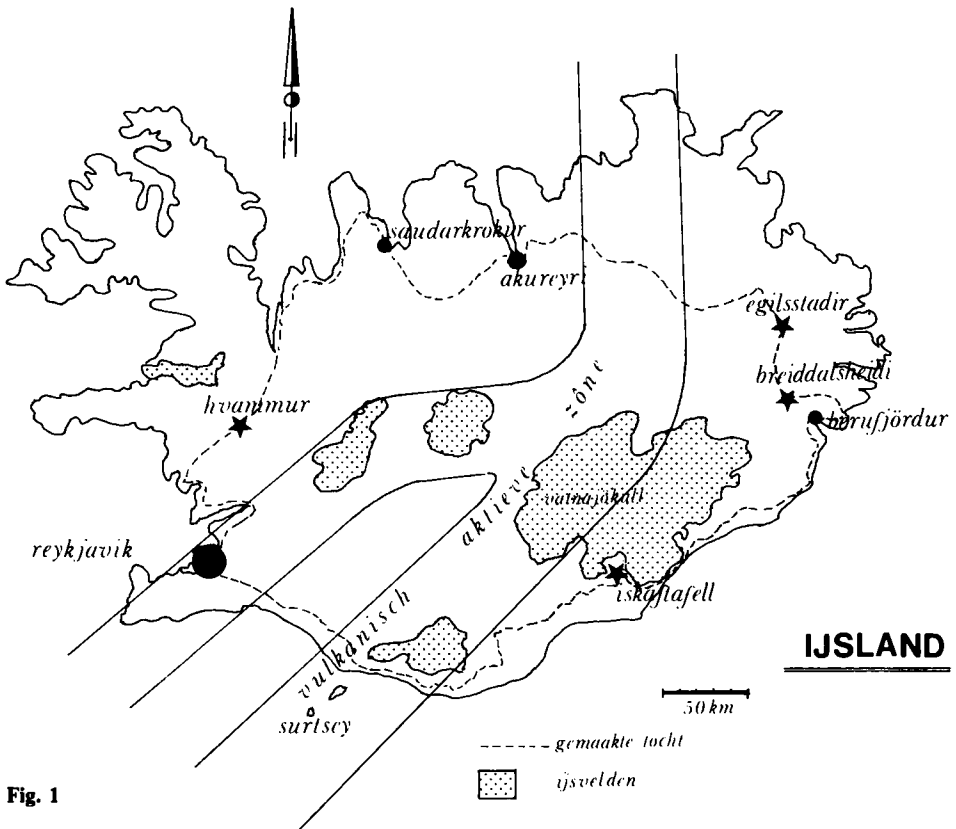 saudarkrokur
akureyri
egilsstadir
breiddalsheidi
hvammur
berufjördur
zône
aktieve
vulkanisch
vatnajökull
reykjavik
iskaftafell
IJSLAND
50 km
surtsey
gemaakte tocht
ijsvelden
Fig. 1